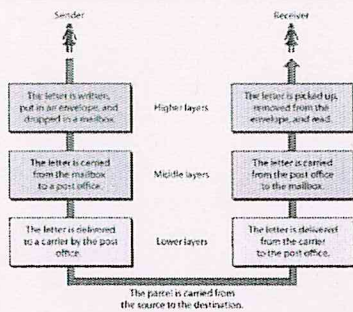 Sender
Receiver
The letter is written,
put in an envelope, and
dropped in a mailbox.
Higher layers
The letter is picked up,
removed from the
envelope, and read.
The letter is carried
from the mailbox
to a post office.
Middle layers
The letter is carried
from the post office
to the mailbox.
The letter is delivered
to a carrier by the post
office.
Lower layers
The letter is delivered
from the carrier
to the post office.
The parcel is carried from
the source to the destination.